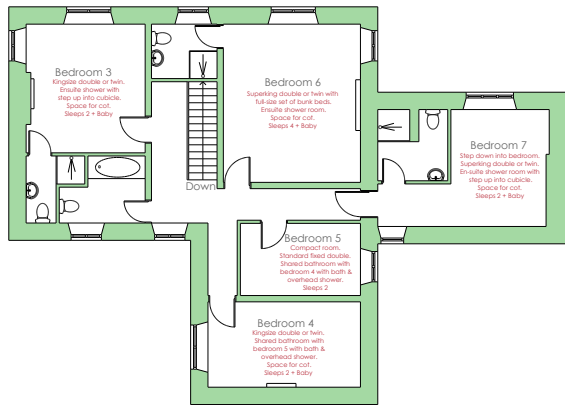 Bedroom 3
Kingsize double or twin.
Ensuite shower with
step up into cubicle.
Space for cot.
Sleeps 2 + Baby
Bedroom 6
Superking double or twin with
full-size set of bunk beds.
Ensuite shower room.
Space for cot.
Sleeps 4 + Baby
Bedroom 7
Step down into bedroom.
Superking double or twin.
En-suite shower room with
step up into cubicle.
Space for cot.
Sleeps 2 + Baby
Down
Bedroom 5
Compact room.
Standard fixed double.
Shared bathroom with
bedroom 4 with bath &
overhead shower.
Sleeps 2
Bedroom 4
Kingsize double or twin.
Shared bathroom with
bedroom 5 with bath &
overhead shower.
Space for cot.
Sleeps 2 + Baby